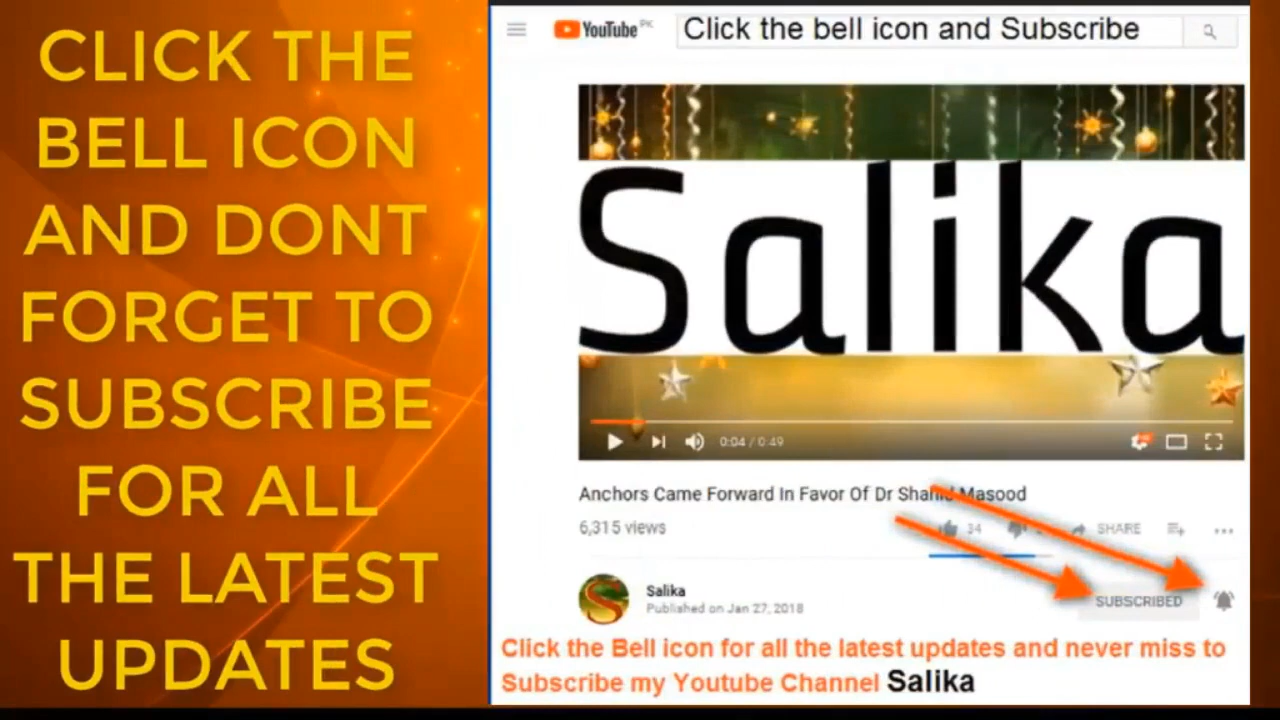 CLICK THE
BELL ICON
AND DONT
FORGET TO
SUBSCRIBE
FOR ALL
THE LATEST
UPDATES
YouTube PK
Click the bell icon and Subscribe
Salika
0:04 / 0:49
Anchors Came Forward In Favor Of Dr Shahid Masood
6,315 views
34
SHARE
Salika
Published on Jan 27, 2018
SUBSCRIBED
Click the Bell icon for all the latest updates and never miss to
Subscribe my Youtube Channel Salika